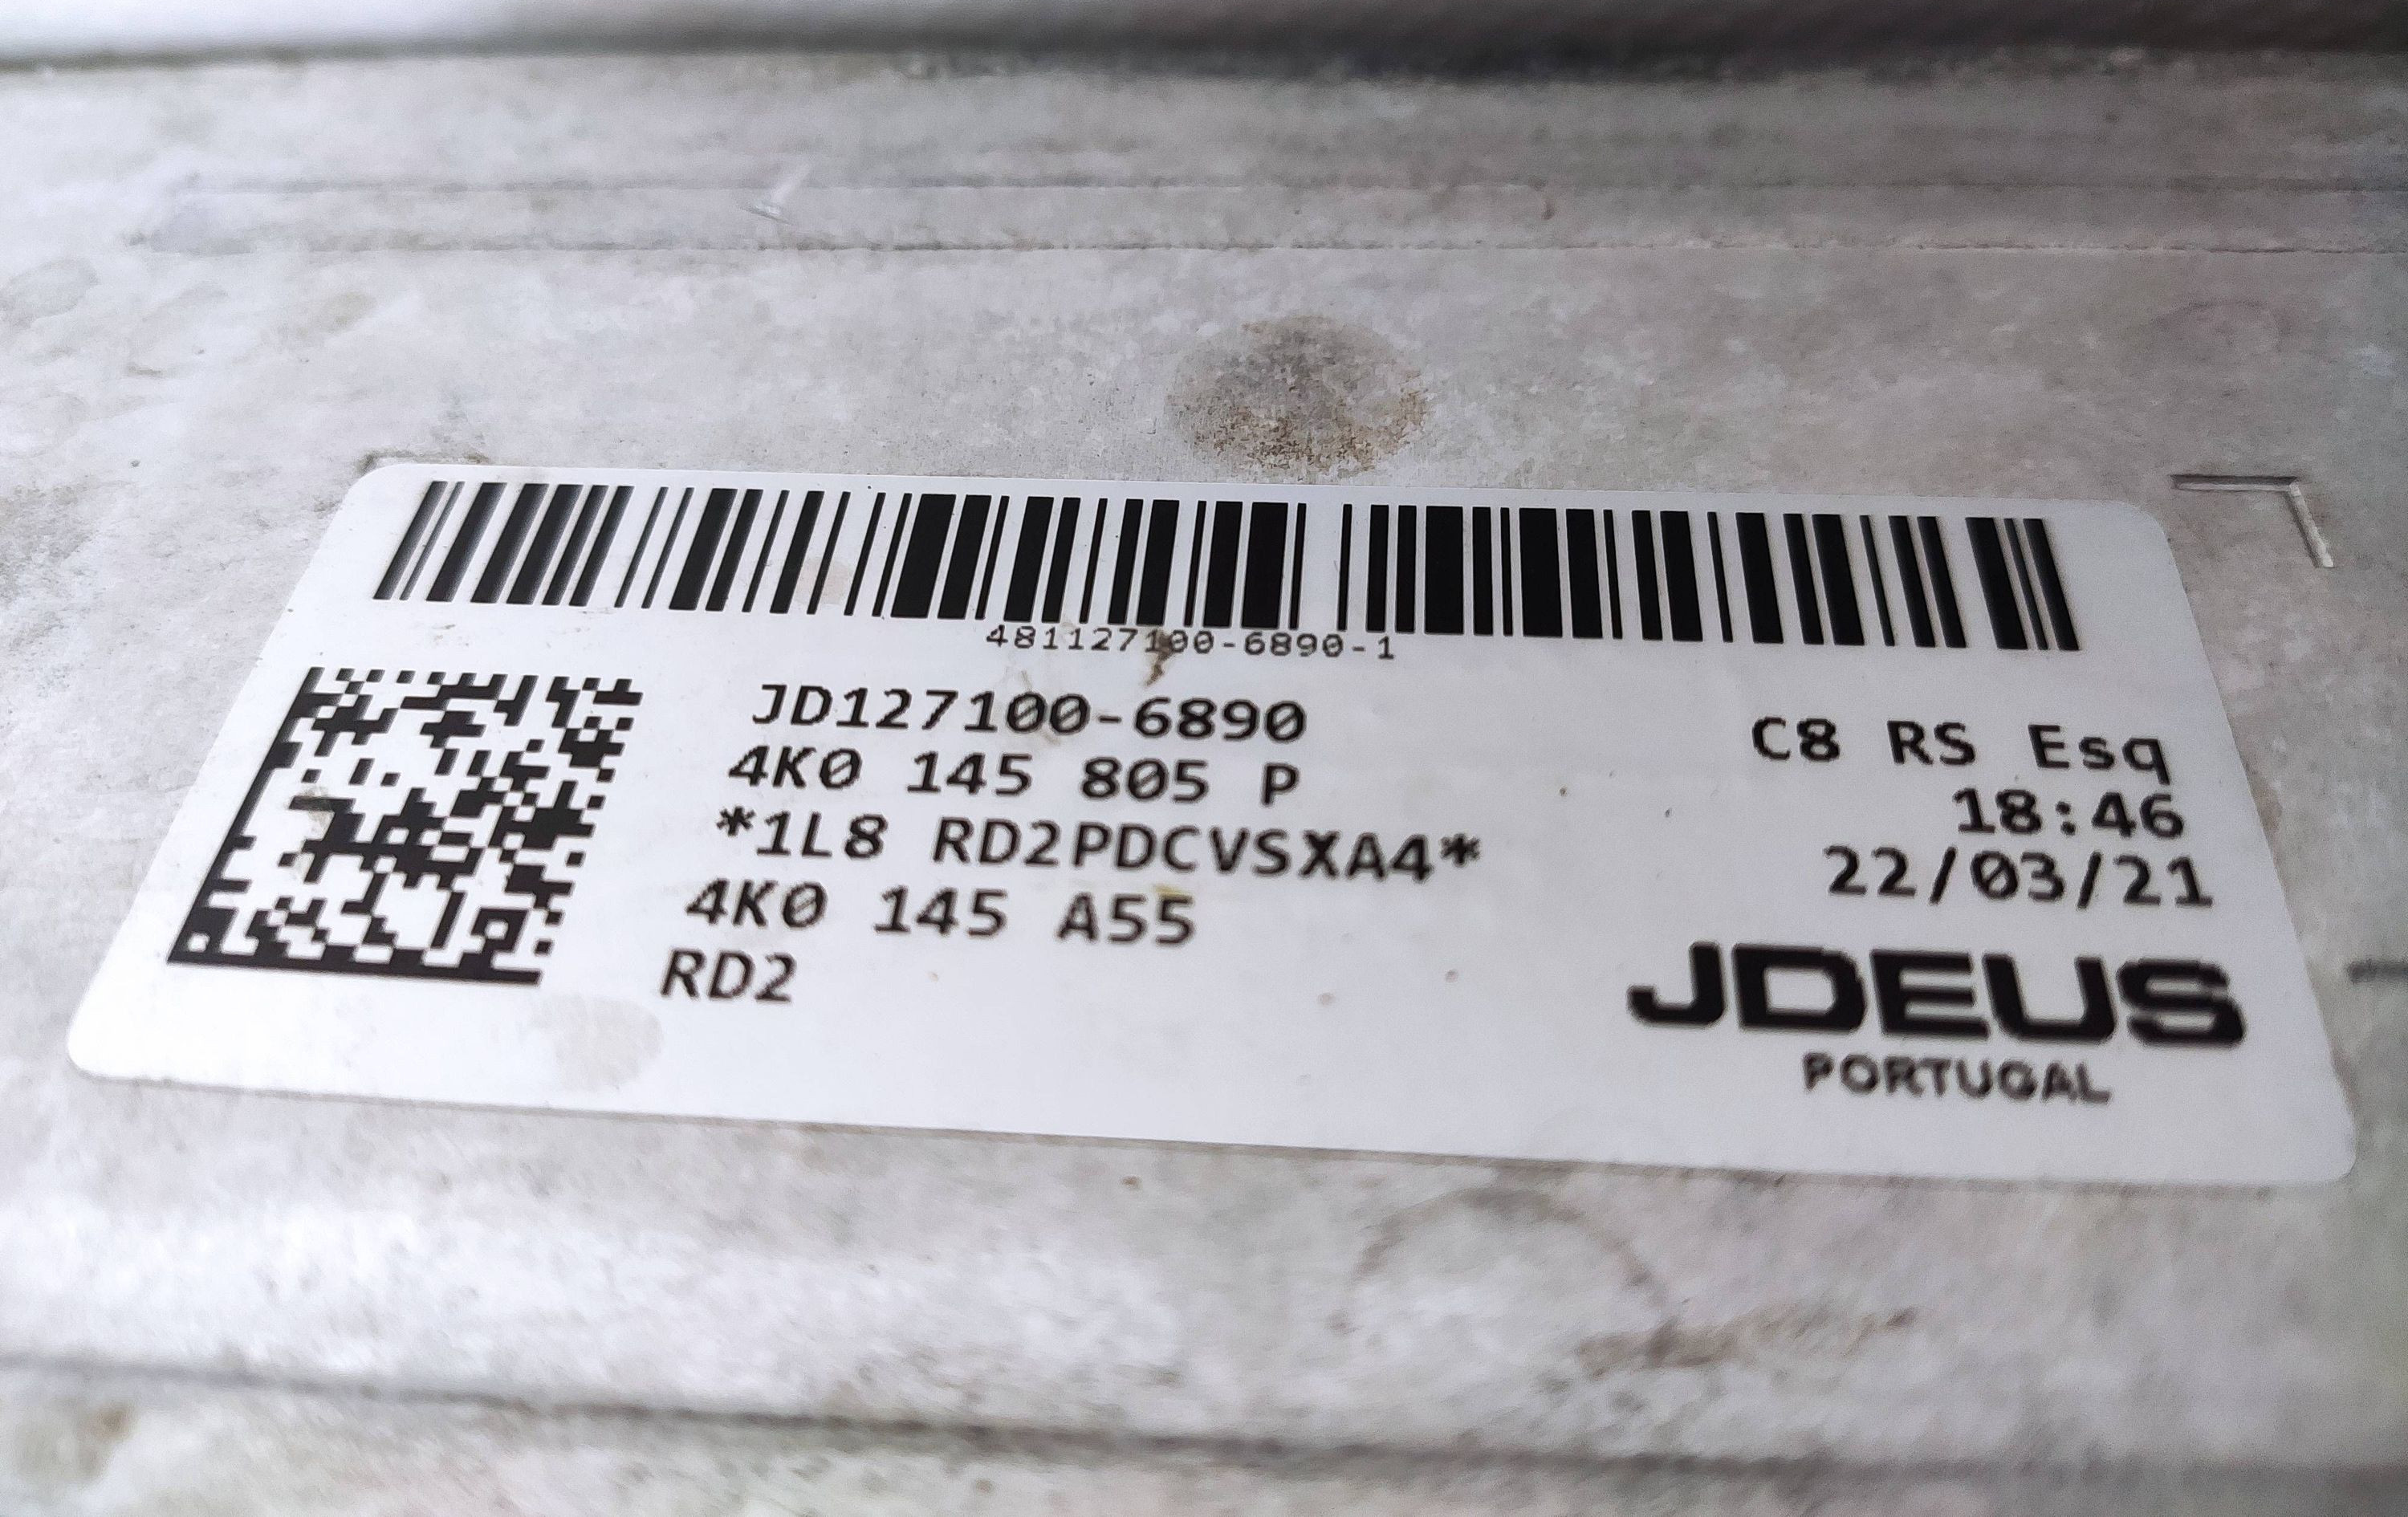 481127100-6890-1
JD127100-6890
4K0 145 805 P
*1L8 RD2PDCVSXA4*
4K0 145 A55
RD2
C8 RS Esq
18:46
22/03/21
JDEUS
PORTUGAL